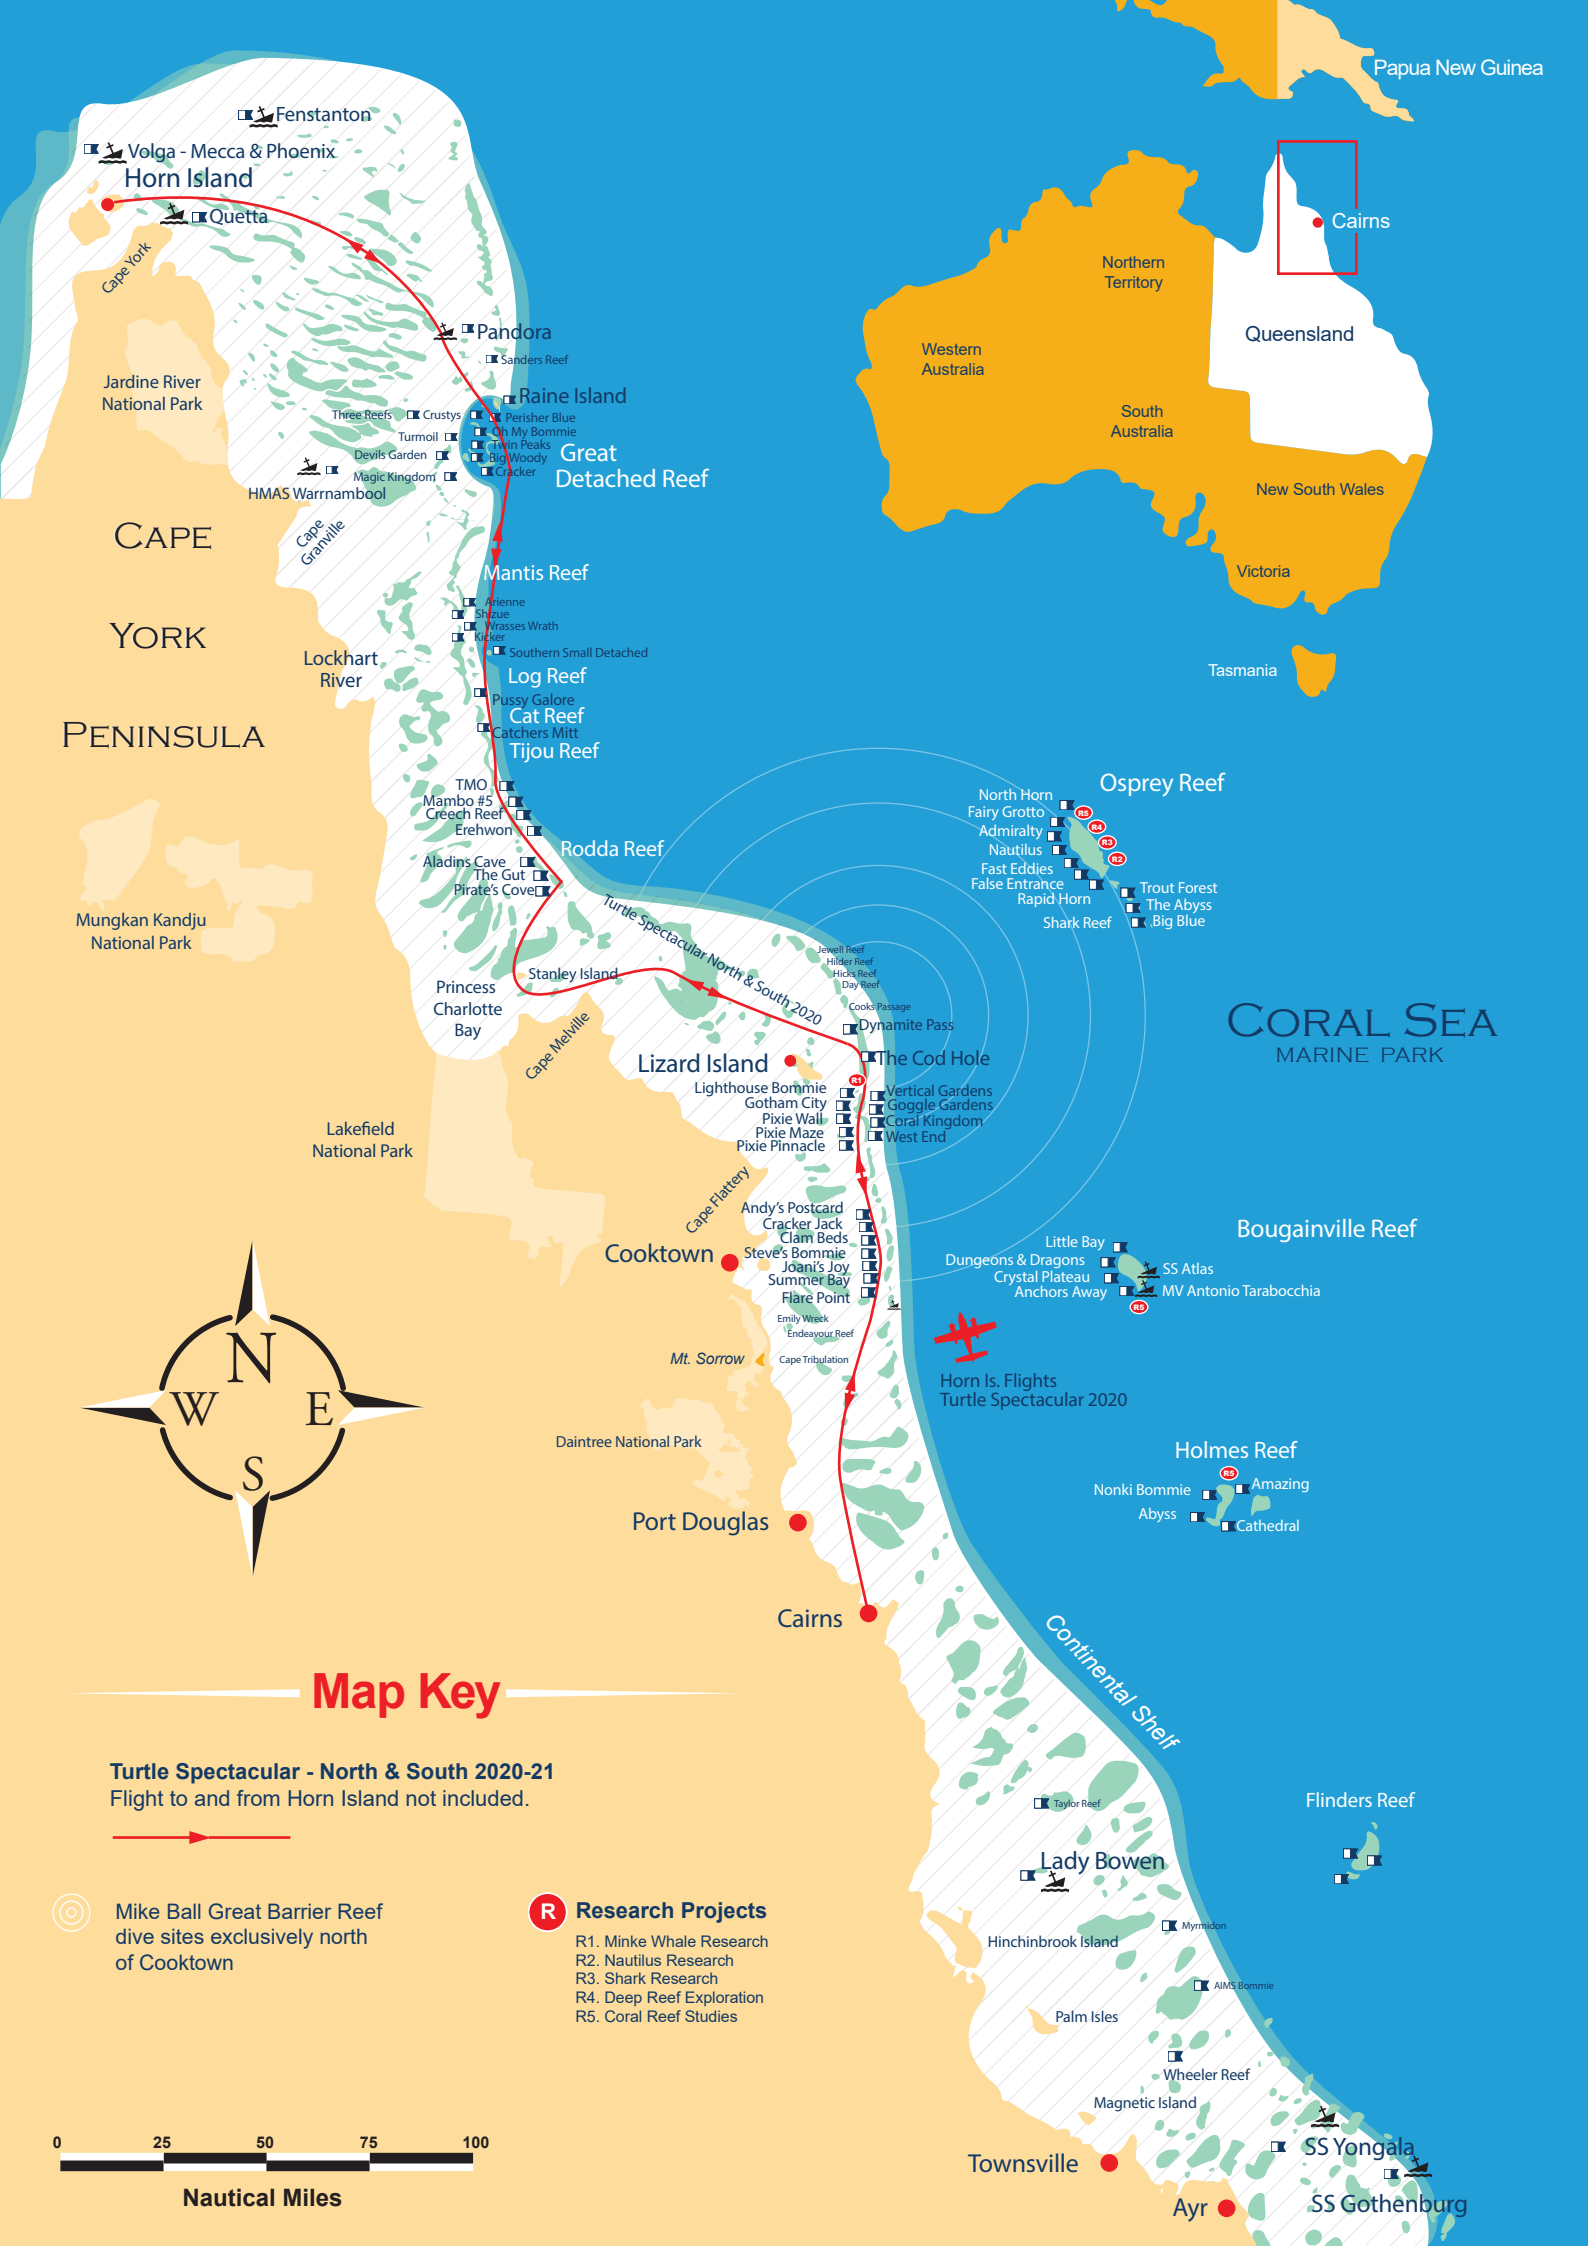 Papua New Guinea
Fenstanton
Volga - Mecca & Phoenix
Horn Island
Quetta
Cape York
Cairns
Northern
Territory
Queensland
Western
Australia
South
Australia
New South Wales
Victoria
Tasmania
Pandora
Sanders Reef
Jardine River
National Park
Raine Island
Three Reefs
Crustys
Perisher Blue
Turmoil
Oh My Bommie
Twin Peaks
Devils Garden
Big Woody
Magic Kingdom
Cracker
HMAS Warrnambool
Great
Detached Reef
Cape
Granville
CAPE
YORK
PENINSULA
Mantis Reef
Arienne
Shizue
Wrasses Wrath
Kicker
Southern Small Detached
Lockhart
River
Log Reef
Pussy Galore
Cat Reef
Catchers Mitt
Tijou Reef
TMO
Mambo #5
Creech Reef
Erehwon
Rodda Reef
Aladins Cave
The Gut
Pirate's Cove
Osprey Reef
North Horn
R5
Fairy Grotto
R4
Admiralty
R3
Nautilus
R2
Fast Eddies
False Entrance
Rapid Horn
Trout Forest
The Abyss
Shark Reef
Big Blue
Mungkan Kandju
National Park
Turtle Spectacular North & South 2020
Stanley Island
Princess
Charlotte
Bay
Cape Melville
Jewell Reef
Hilder Reef
Hicks Reef
Day Reef
Cooks Passage
Dynamite Pass
CORAL SEA
MARINE PARK
Lizard Island
The Cod Hole
R1
Lighthouse Bommie
Vertical Gardens
Gotham City
Goggle Gardens
Pixie Wall
Coral Kingdom
Pixie Maze
West End
Pixie Pinnacle
Lakefield
National Park
Cape Flattery
Andy's Postcard
Cracker Jack
Clam Beds
Cooktown
Steve's Bommie
Joani's Joy
Summer Bay
Flare Point
Emily Wreck
Endeavour Reef
Mt. Sorrow
Cape Tribulation
Bougainville Reef
Little Bay
Dungeons & Dragons
SS Atlas
Crystal Plateau
Anchors Away
MV Antonio Tarabocchia
R5
Horn Is. Flights
Turtle Spectacular 2020
N
W
E
S
Daintree National Park
Holmes Reef
R5
Nonki Bommie
Amazing
Abyss
Cathedral
Port Douglas
Cairns
Continental Shelf
Map Key
Turtle Spectacular - North & South 2020-21
Flight to and from Horn Island not included.
Mike Ball Great Barrier Reef
dive sites exclusively north
of Cooktown
R
Research Projects
R1. Minke Whale Research
R2. Nautilus Research
R3. Shark Research
R4. Deep Reef Exploration
R5. Coral Reef Studies
Taylor Reef
Flinders Reef
Lady Bowen
Myrmidon
Hinchinbrook Island
AIMS Bommie
Palm Isles
Wheeler Reef
Magnetic Island
SS Yongala
Townsville
SS Gothenburg
Ayr
0 25 50 75 100
Nautical Miles